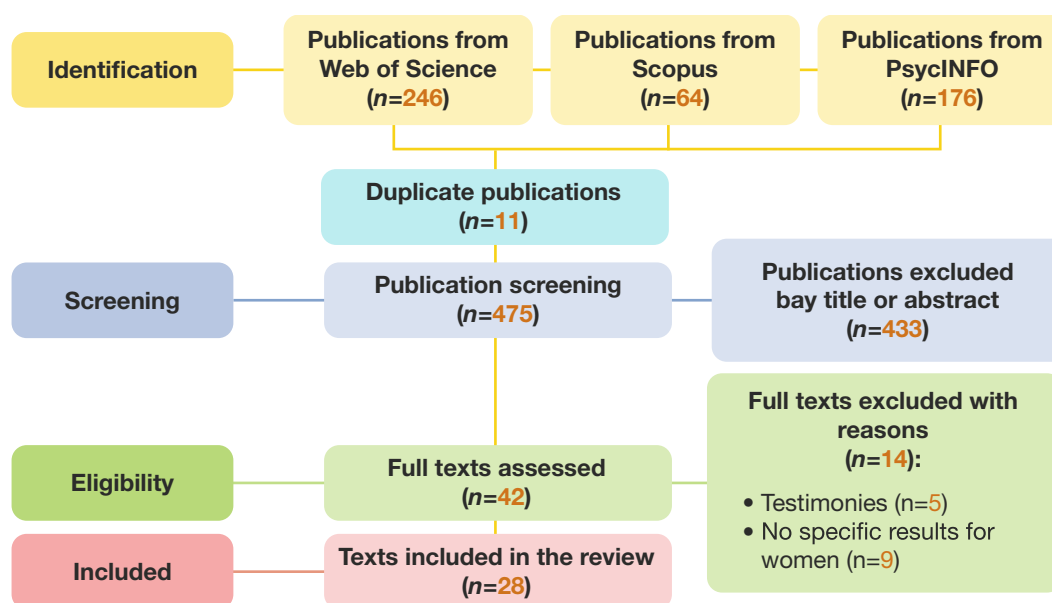 Identification
Publications from
Web of Science
(n=246)
Publications from
Scopus
(n=64)
Publications from
PsycINFO
(n=176)
Duplicate publications
(n=11)
Screening
Publication screening
(n=475)
Publications excluded
bay title or abstract
(n=433)
Eligibility
Full texts assessed
(n=42)
Full texts excluded with
reasons
(n=14):
• Testimonies (n=5)
• No specific results for
women (n=9)
Included
Texts included in the review
(n=28)